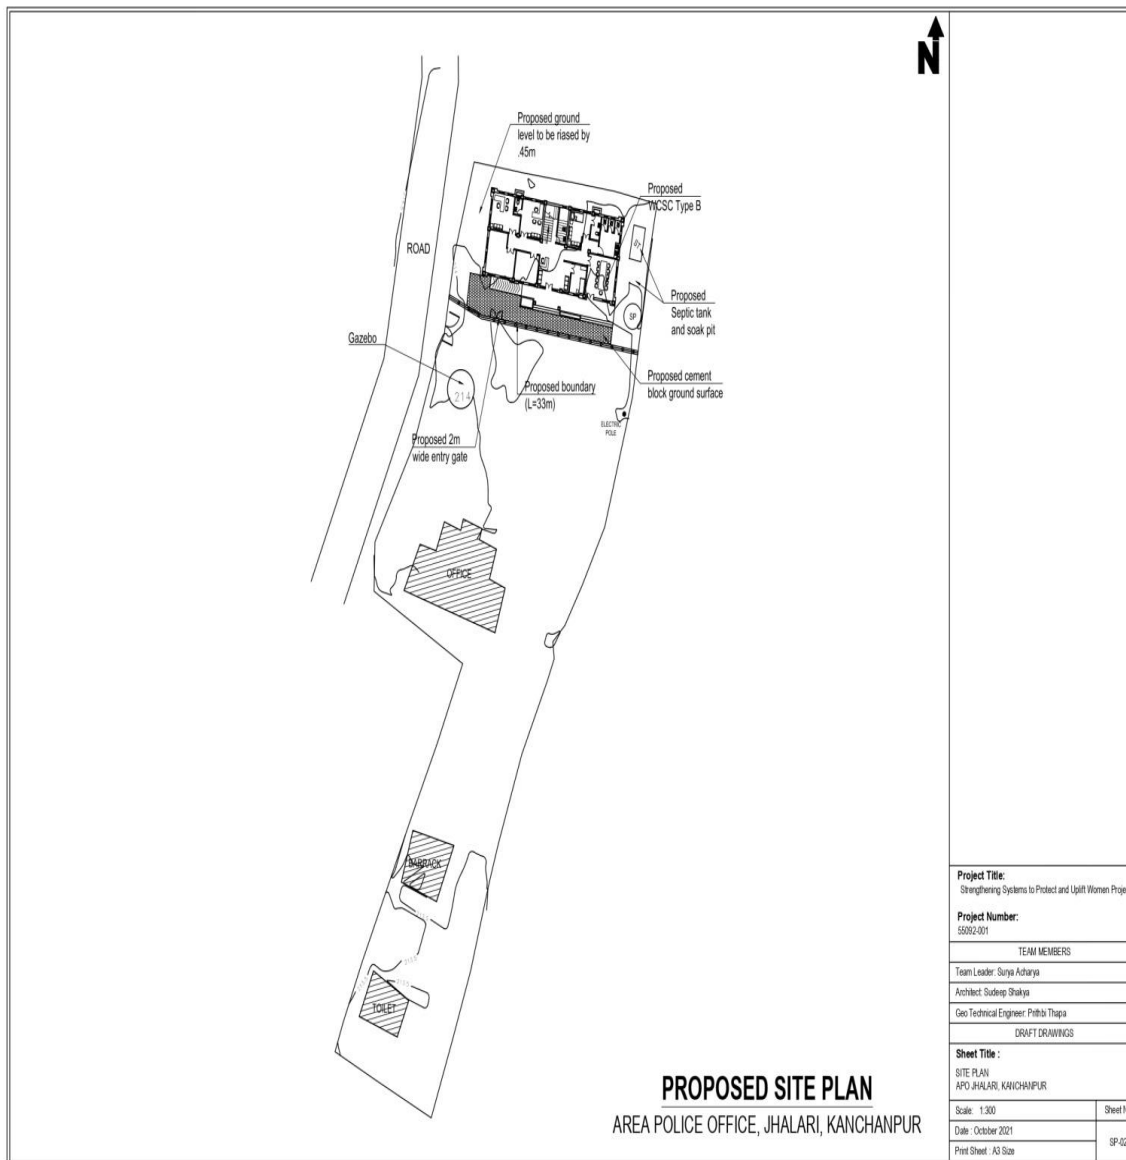 N
Proposed ground
level to be riased by
.45m
Proposed
WCSC Type B
ROAD
ST
Proposed
Septic tank
and soak pit
SP
Gazebo
214
Proposed boundary
(L=33m)
Proposed cement
block ground surface
ELECTRIC
POLE
Proposed 2m
wide entry gate
OFFICE
BARRACK
TOILET
PROPOSED SITE PLAN
AREA POLICE OFFICE, JHALARI, KANCHANPUR
Project Title:
Strengthening Systems to Protect and Uplift Women Proje
Project Number:
55092-001
TEAM MEMBERS
Team Leader: Surya Acharya
Architect: Sudeep Shakya
Geo Technical Engineer: Prithbi Thapa
DRAFT DRAWINGS
Sheet Title :
SITE PLAN
APO JHALARI, KANCHANPUR
Scale: 1:300
Sheet N
Date : October 2021
SP-02
Print Sheet : A3 Size